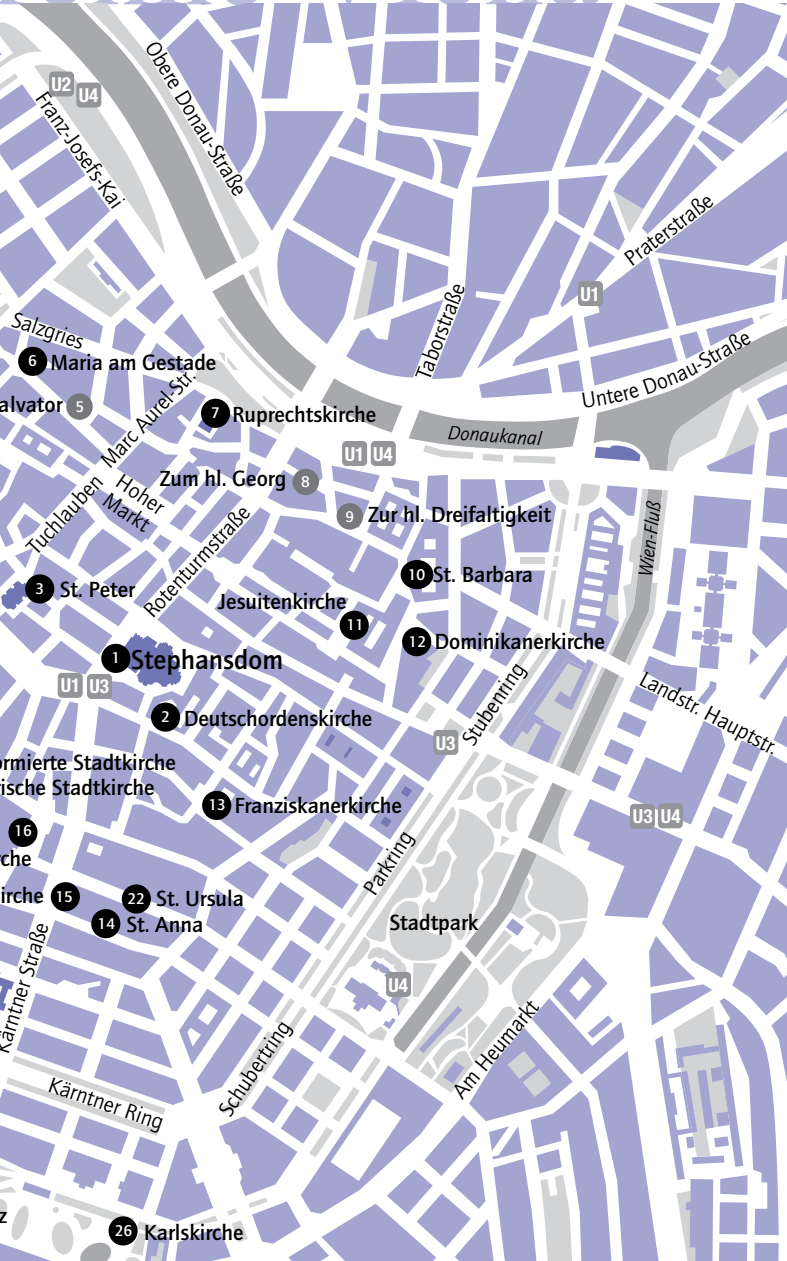 Obere Donau-Straße
U2
U4
Franz-Josefs-Kai
Praterstraße
U1
Taborstraße
Salzgries
6 Maria am Gestade
Untere Donau-Straße
alvator 5
Marc Aurel-Str.
7 Ruprechtskirche
Donaukanal
U1 U4
Zum hl. Georg 8
Hoher
Markt
Tuchlauben
9 Zur hl. Dreifaltigkeit
Rotenturmstraße
Wien-Fluß
10 St. Barbara
3 St. Peter
Jesuitenkirche
11
12 Dominikanerkirche
1 Stephansdom
U1 U3
Stubenring
Landstr. Hauptstr.
2 Deutschordenskirche
U3
ormierte Stadtkirche
rische Stadtkirche
13 Franziskanerkirche
U3 U4
16
rche
Parkring
irche 15
22 St. Ursula
14 St. Anna
Stadtpark
Kärntner Straße
U4
Schubertring
Am Heumarkt
Kärntner Ring
z
26 Karlskirche